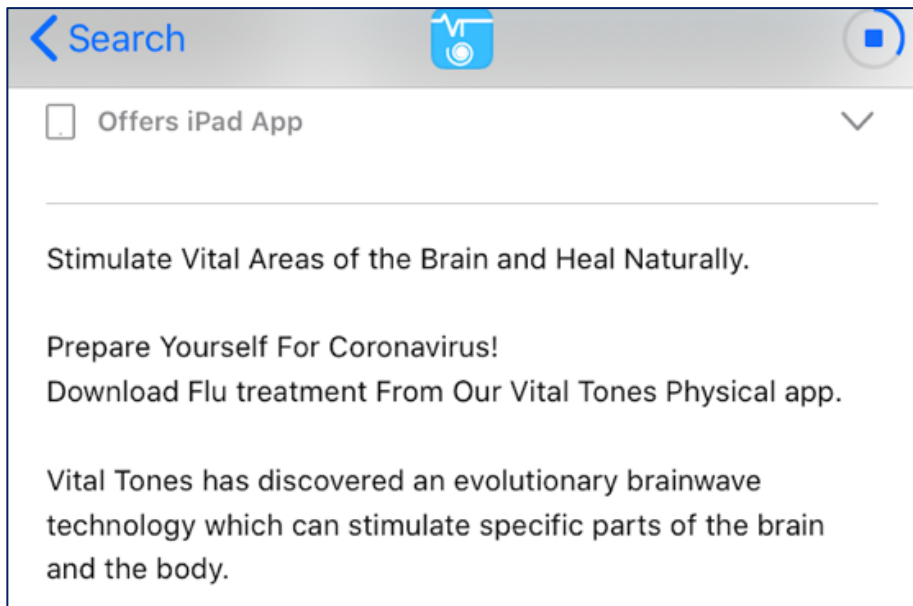 Search
VT
Offers iPad App
Stimulate Vital Areas of the Brain and Heal Naturally.
Prepare Yourself For Coronavirus!
Download Flu treatment From Our Vital Tones Physical app.
Vital Tones has discovered an evolutionary brainwave
technology which can stimulate specific parts of the brain
and the body.